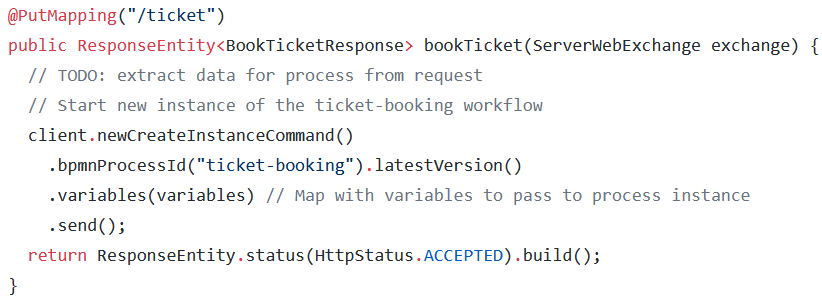 @PutMapping("/ticket")
public ResponseEntity<BookTicketResponse> bookTicket(ServerWebExchange exchange) {
  // TODO: extract data for process from request
  // Start new instance of the ticket-booking workflow
  client.newCreateInstanceCommand()
    .bpmnProcessId("ticket-booking").latestVersion()
    .variables(variables) // Map with variables to pass to process instance
    .send();
  return ResponseEntity.status(HttpStatus.ACCEPTED).build();
}